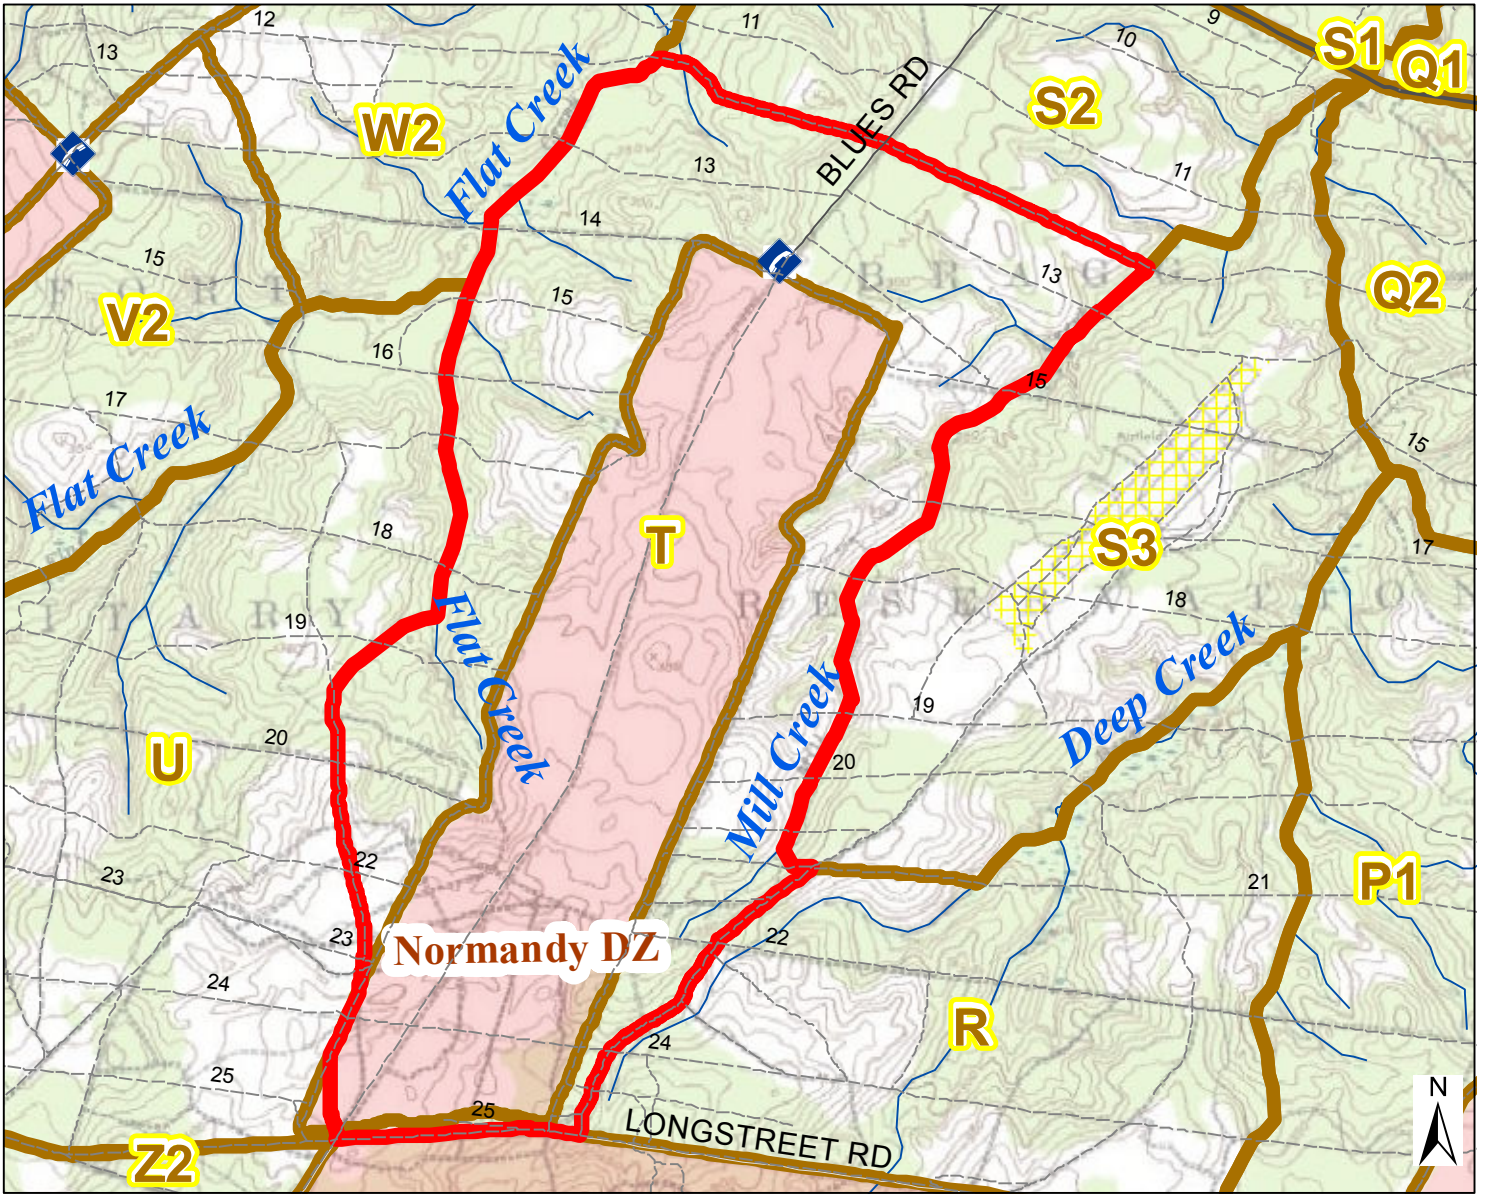 12
11
9
S1
13
10
Q1
W2
Flat Creek
BLUES RD
S2
13
11
14
15
B R A G
13
Q2
V2
15
16
15
17
Flat Creek
15
18
T
S3
17
I T A R Y
R E S E R V A T I O
18
19
Flat Creek
Deep Creek
19
20
U
Mill Creek
20
22
23
21
P1
23
Normandy DZ
22
24
R
24
25
25
LONGSTREET RD
N
Z2